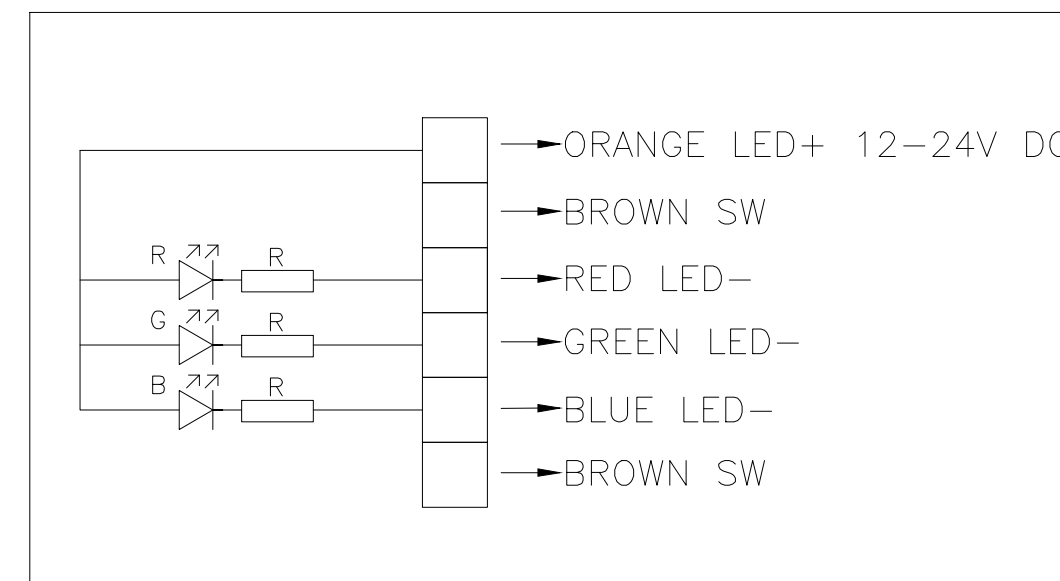 ORANGE LED+ 12-24V DC
BROWN SW
R R
RED LED-
G R
GREEN LED-
B R
BLUE LED-
BROWN SW